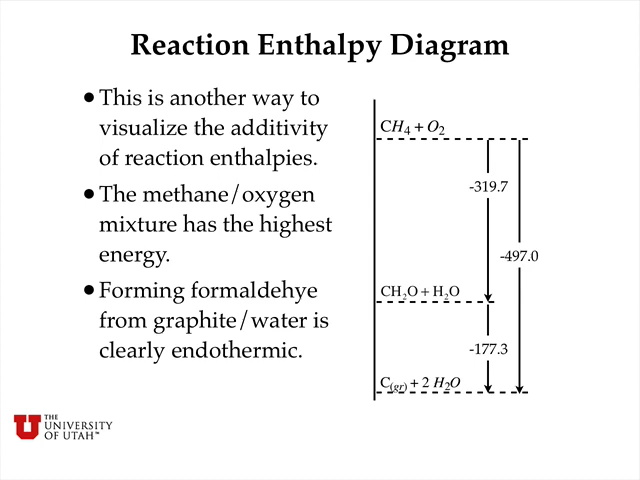 Reaction Enthalpy Diagram
•This is another way to
visualize the additivity
of reaction enthalpies.
•The methane/oxygen
mixture has the highest
energy.
•Forming formaldehye
from graphite/water is
clearly endothermic.
CH₄ + O₂
-319.7
-497.0
CH₂O + H₂O
-177.3
C(gr) + 2 H₂O
THE
UNIVERSITY
OF UTAH™